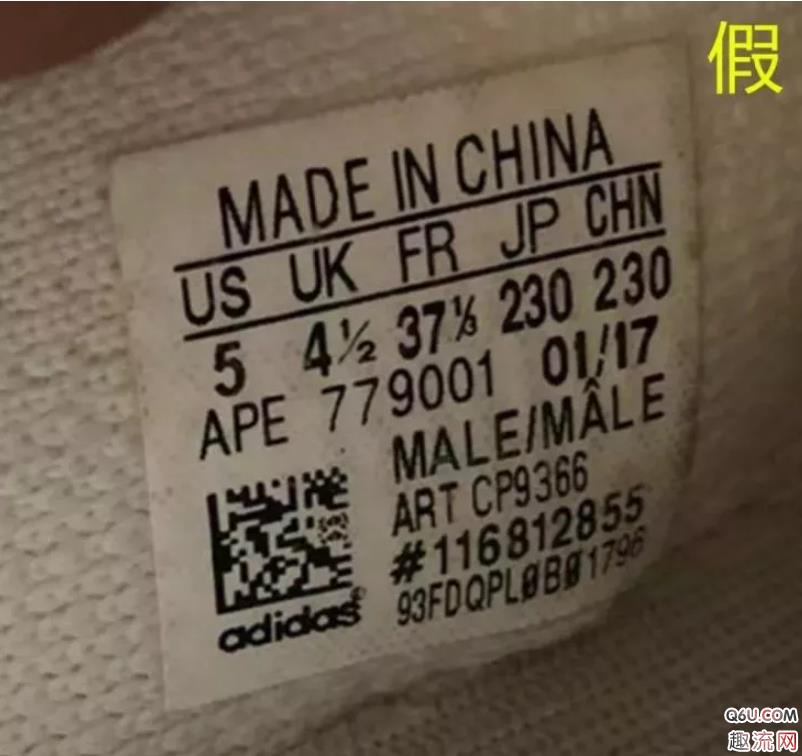 假
MADE IN CHINA
US UK FR JP CHN
5 4½ 37⅓ 230 230
APE 779001 01/17
MALE/MÂLE
ART CP9366
#116812855
93FDQPL0B01796
adidas®
Q6U.COM
趣流网